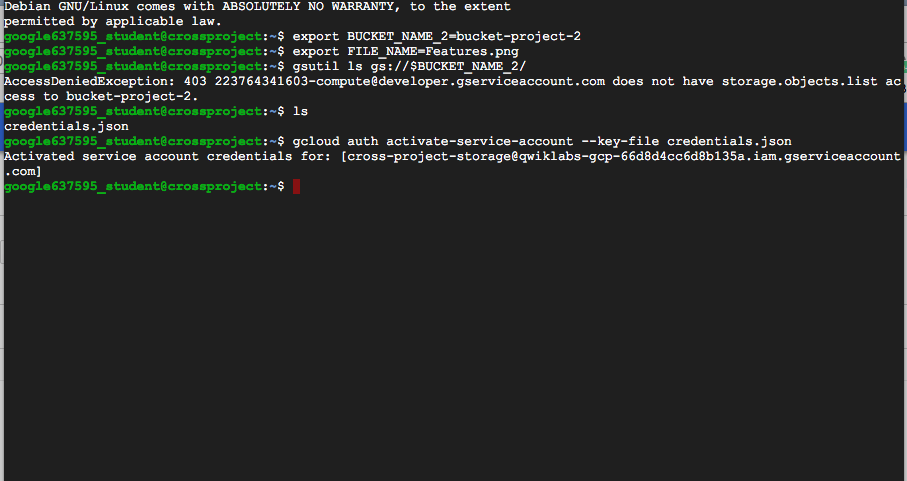 Debian GNU/Linux comes with ABSOLUTELY NO WARRANTY, to the extent
permitted by applicable law.
google637595_student@crossproject:~$ export BUCKET_NAME_2=bucket-project-2
google637595_student@crossproject:~$ export FILE_NAME=Features.png
google637595_student@crossproject:~$ gsutil ls gs://$BUCKET_NAME_2/
AccessDeniedException: 403 223764341603-compute@developer.gserviceaccount.com does not have storage.objects.list ac
cess to bucket-project-2.
google637595_student@crossproject:~$ ls
credentials.json
google637595_student@crossproject:~$ gcloud auth activate-service-account --key-file credentials.json
Activated service account credentials for: [cross-project-storage@qwiklabs-gcp-66d8d4cc6d8b135a.iam.gserviceaccount
.com]
google637595_student@crossproject:~$